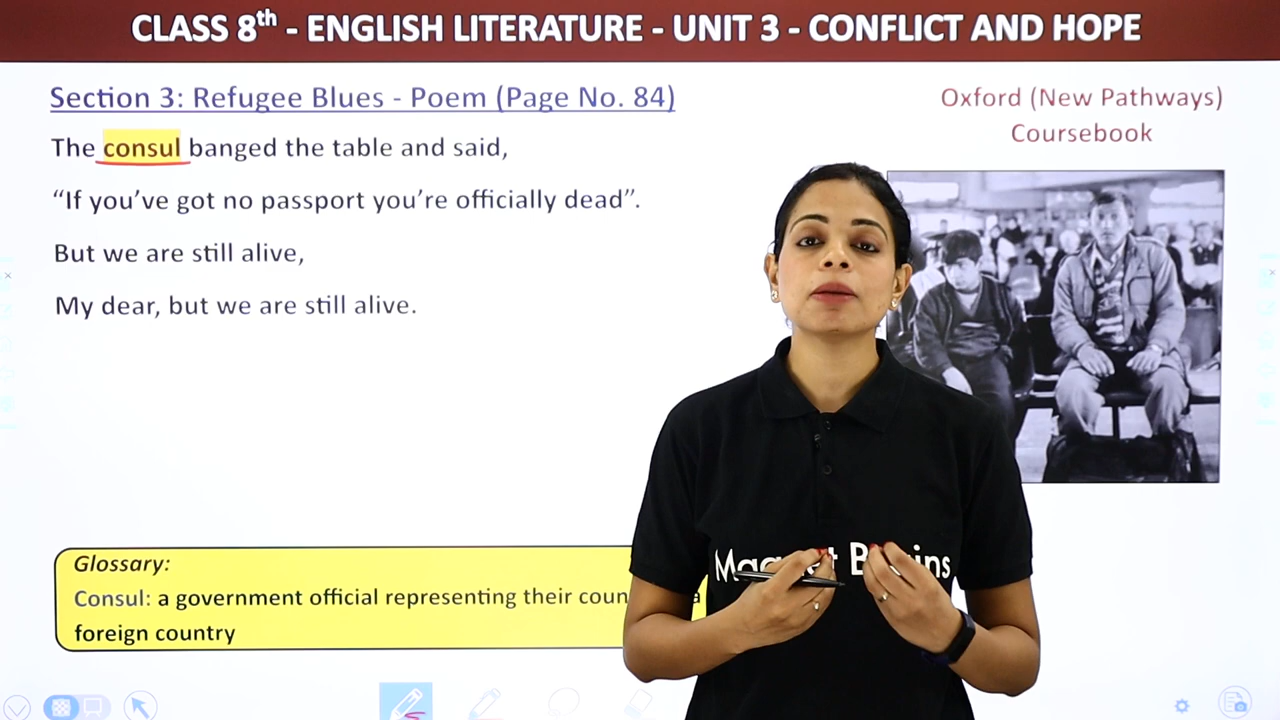 CLASS 8th - ENGLISH LITERATURE - UNIT 3 - CONFLICT AND HOPE
Section 3: Refugee Blues - Poem (Page No. 84)
Oxford (New Pathways)
Coursebook
The consul banged the table and said,
“If you’ve got no passport you’re officially dead”.
But we are still alive,
My dear, but we are still alive.
Glossary:
Consul: a government official representing their coun a
foreign country
Ma t B ins